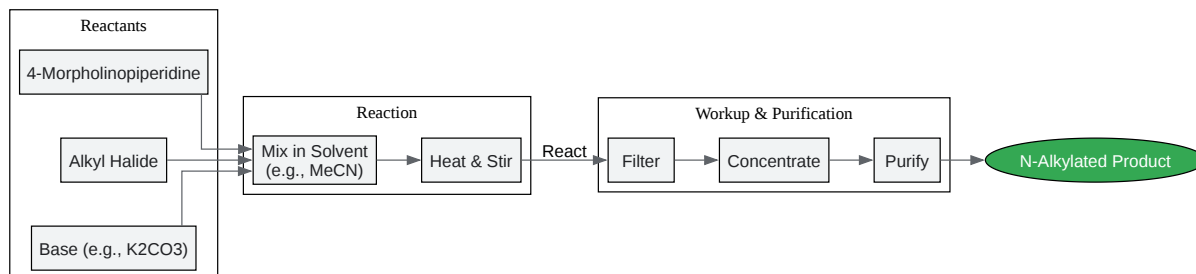 Reactants
4-Morpholinopiperidine
Alkyl Halide
Base (e.g., K2CO3)
Reaction
Mix in Solvent
(e.g., MeCN)
Heat & Stir
React
Workup & Purification
Filter
Concentrate
Purify
N-Alkylated Product